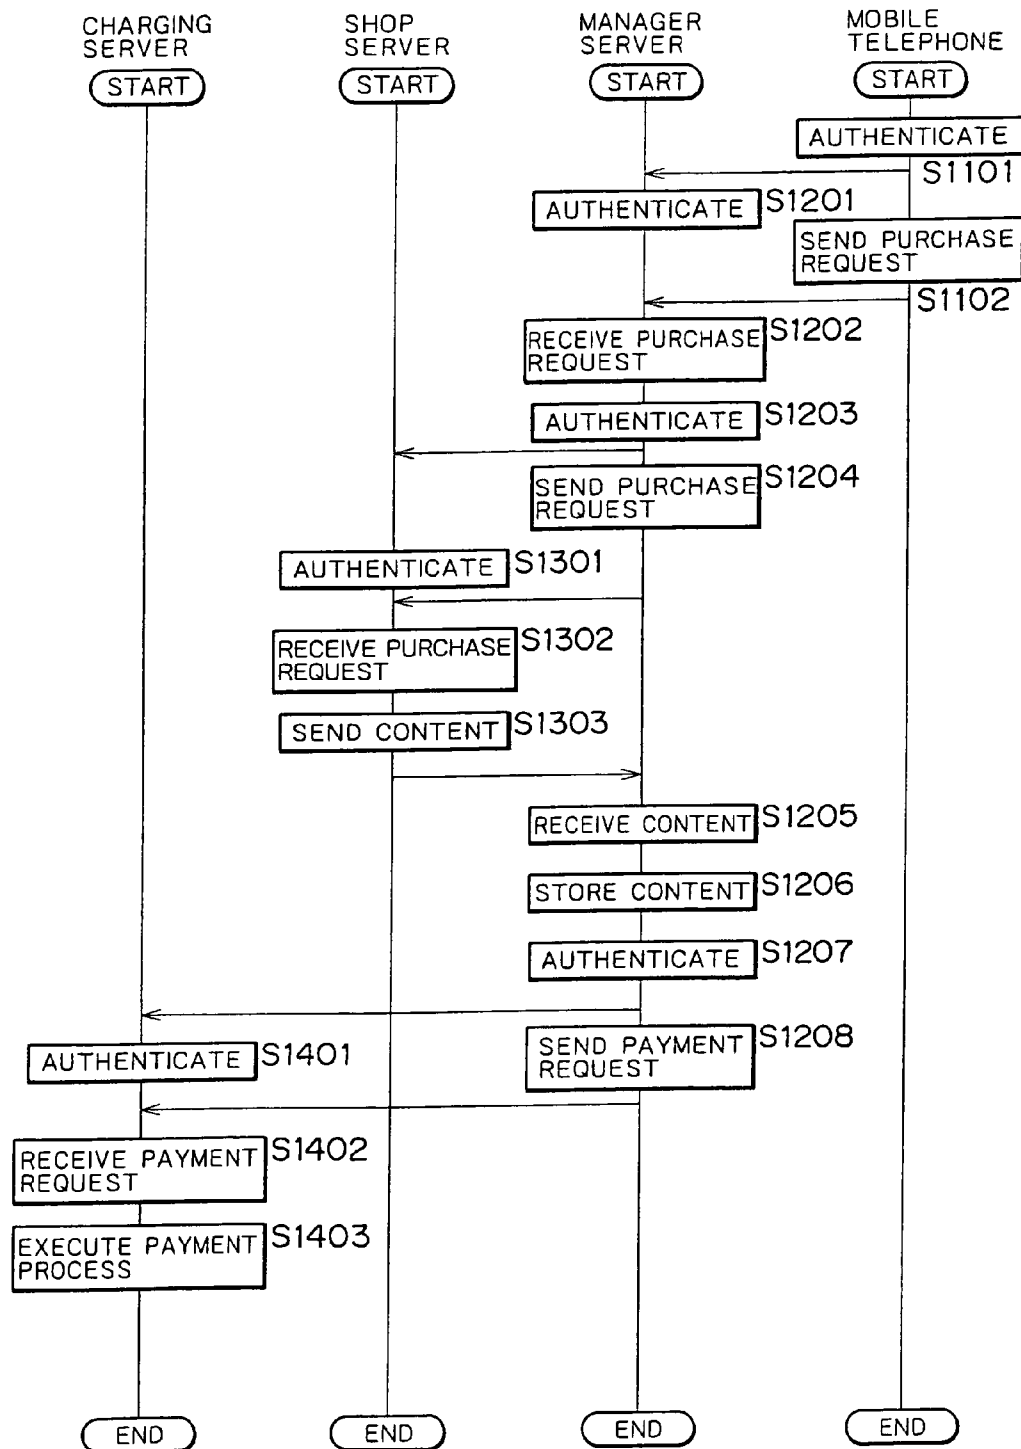 CHARGING
SERVER
SHOP
SERVER
MANAGER
SERVER
MOBILE
TELEPHONE
START
START
START
START
AUTHENTICATE
S1101
AUTHENTICATE
S1201
SEND PURCHASE
REQUEST
S1102
RECEIVE PURCHASE
REQUEST
S1202
AUTHENTICATE
S1203
SEND PURCHASE
REQUEST
S1204
AUTHENTICATE
S1301
RECEIVE PURCHASE
REQUEST
S1302
SEND CONTENT
S1303
RECEIVE CONTENT
S1205
STORE CONTENT
S1206
AUTHENTICATE
S1207
SEND PAYMENT
REQUEST
S1208
AUTHENTICATE
S1401
RECEIVE PAYMENT
REQUEST
S1402
EXECUTE PAYMENT
PROCESS
S1403
END
END
END
END